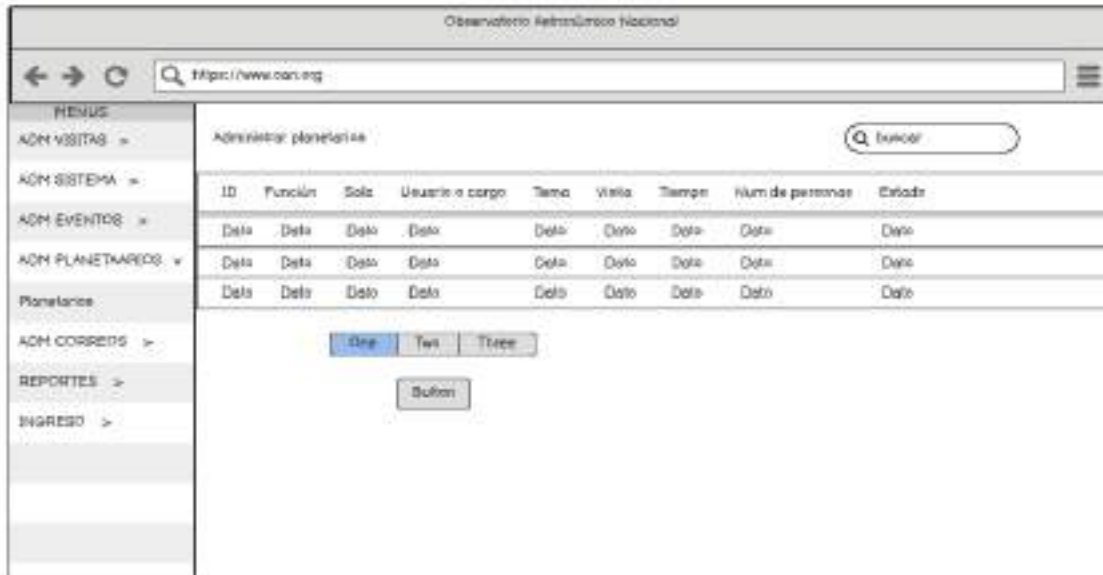 Observatorio Astronómico Nacional
https://www.oan.org
MENUS
ADM VISITAS >
ADM SISTEMA >
ADM EVENTOS >
ADM PLANETAARIOS v
Planetarios
ADM CORREOS >
REPORTES >
INGRESO >
Administrar planetarios
buscar
ID Función Sala Usuario a cargo Tema Visita Tiempo Num de personas Estado
Dato Dato Dato Dato Dato Dato Dato Dato Dato
Dato Dato Dato Dato Dato Dato Dato Dato Dato
Dato Dato Dato Dato Dato Dato Dato Dato Dato
One Two Three
Button